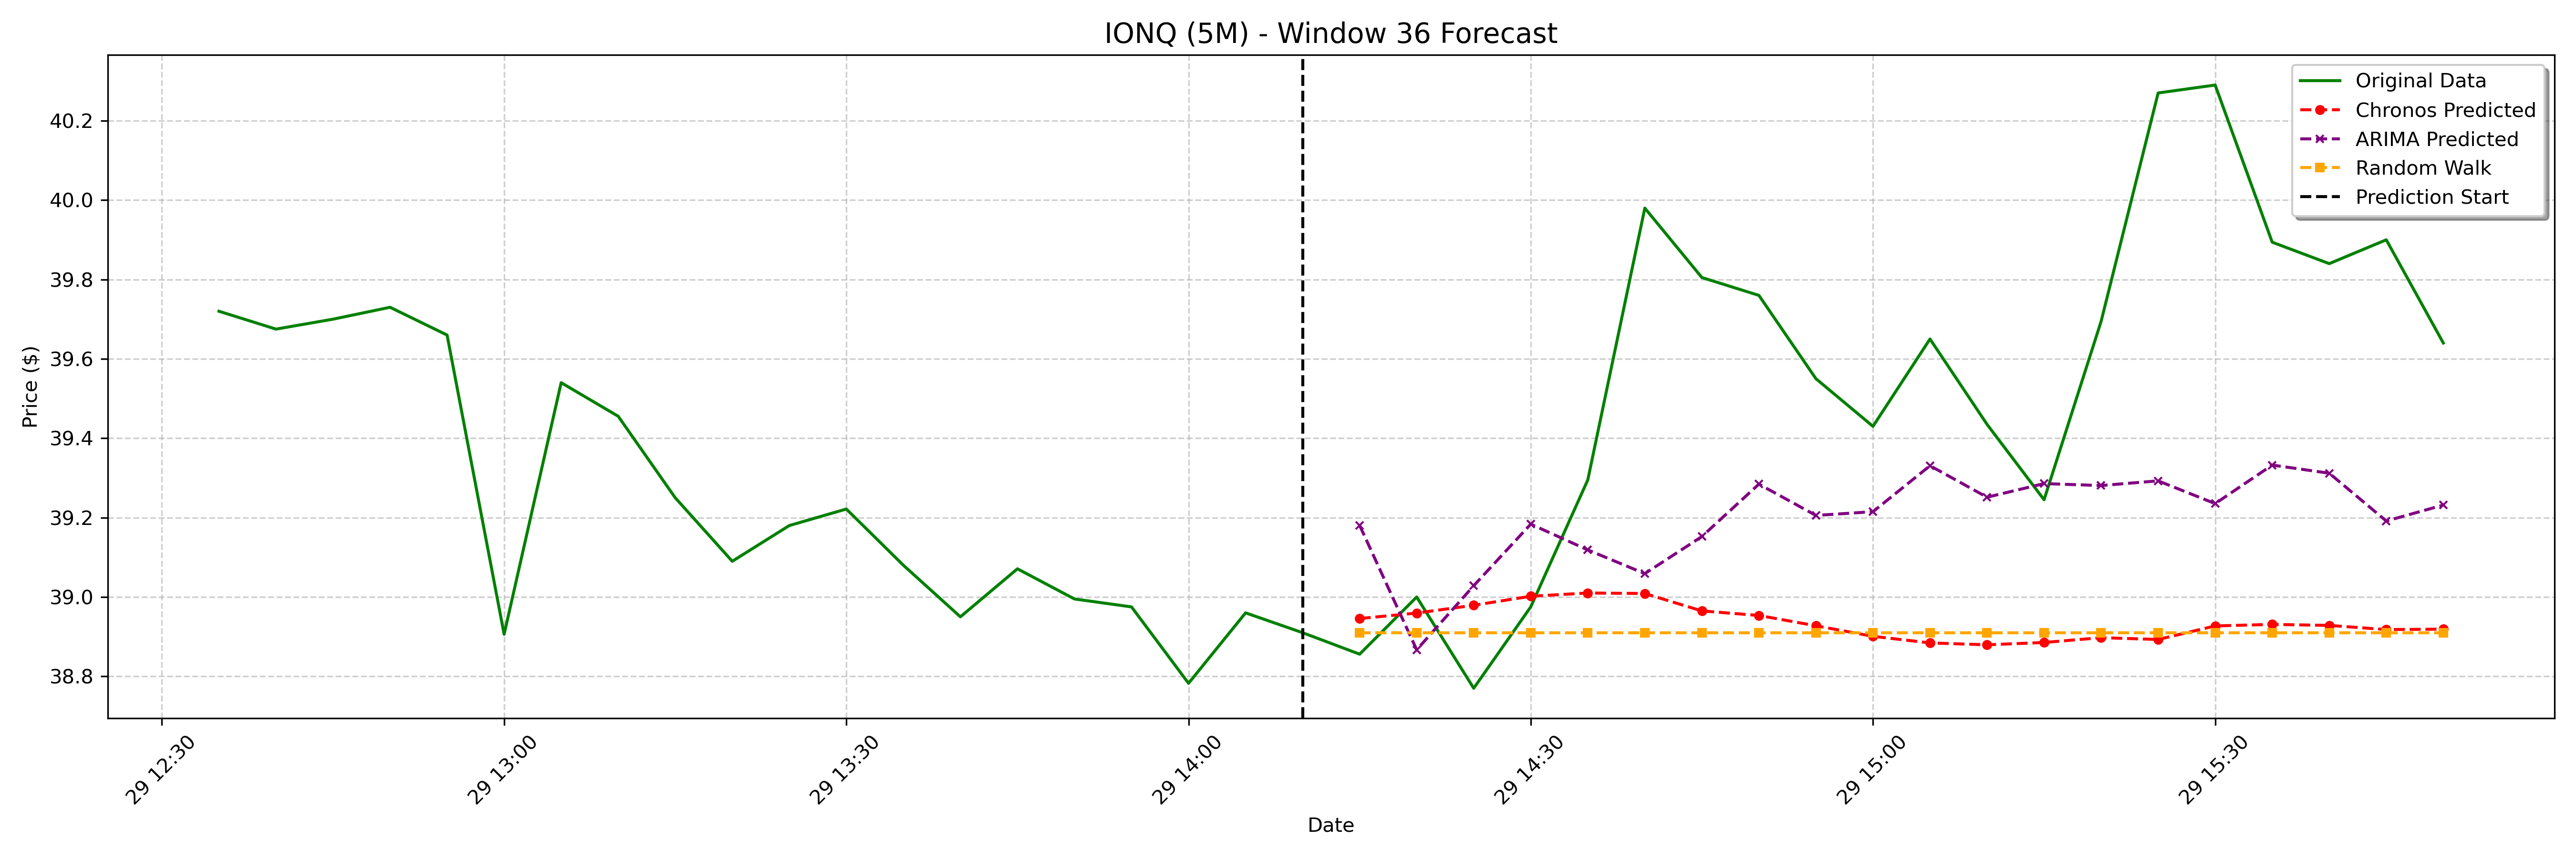 IONQ (5M) - Window 36 Forecast
Price ($)
40.2
40.0
39.8
39.6
39.4
39.2
39.0
38.8
Original Data
Chronos Predicted
ARIMA Predicted
Random Walk
Prediction Start
29 12:30
29 13:00
29 13:30
29 14:00
29 14:30
29 15:00
29 15:30
Date